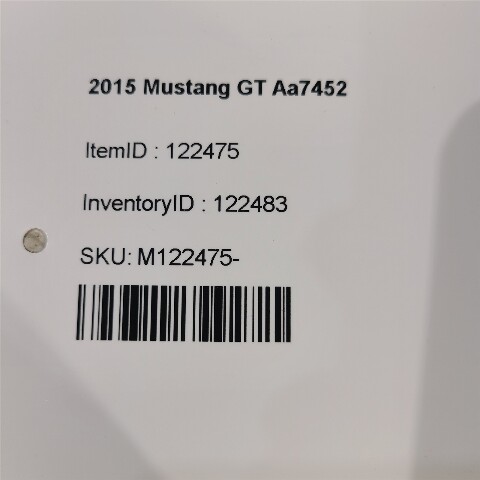 2015 Mustang GT Aa7452
ItemID : 122475
InventoryID : 122483
SKU: M122475-